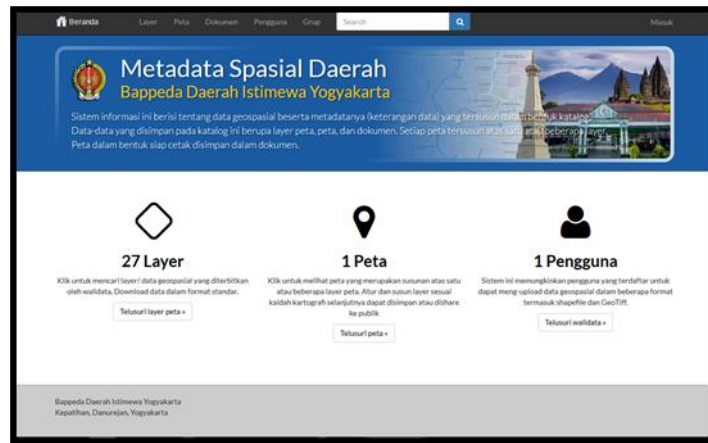 Beranda Layer Peta Dokumen Pengguna Grup Search Masuk
Metadata Spasial Daerah
Bappeda Daerah Istimewa Yogyakarta
Sistem informasi ini berisi tentang data geospasial beserta metadatanya (keterangan data) yang tersusun dalam bentuk katalog.
Data-data yang disimpan pada katalog ini berupa layer peta, peta, dan dokumen. Setiap peta tersusun atas satu atau beberapa layer.
Peta dalam bentuk siap cetak disimpan dalam dokumen.
27 Layer
Klik untuk mencari layer/ data geospasial yang diterbitkan
oleh walidata, Download data dalam format standar.
Telusuri layer peta »
1 Peta
Klik untuk melihat peta yang merupakan susunan atas satu
atau beberapa layer peta. Atur dan susun layer sesuai
kaidah kartografi selanjutnya dapat disimpan atau dishare
ke publik
Telusuri peta »
1 Pengguna
Sistem ini memungkinkan pengguna yang terdaftar untuk
dapat meng-upload data geospasial dalam beberapa format
termasuk shapefile dan GeoTiff.
Telusuri walidata »
Bappeda Daerah Istimewa Yogyakarta
Kepatihan, Danurejan, Yogyakarta